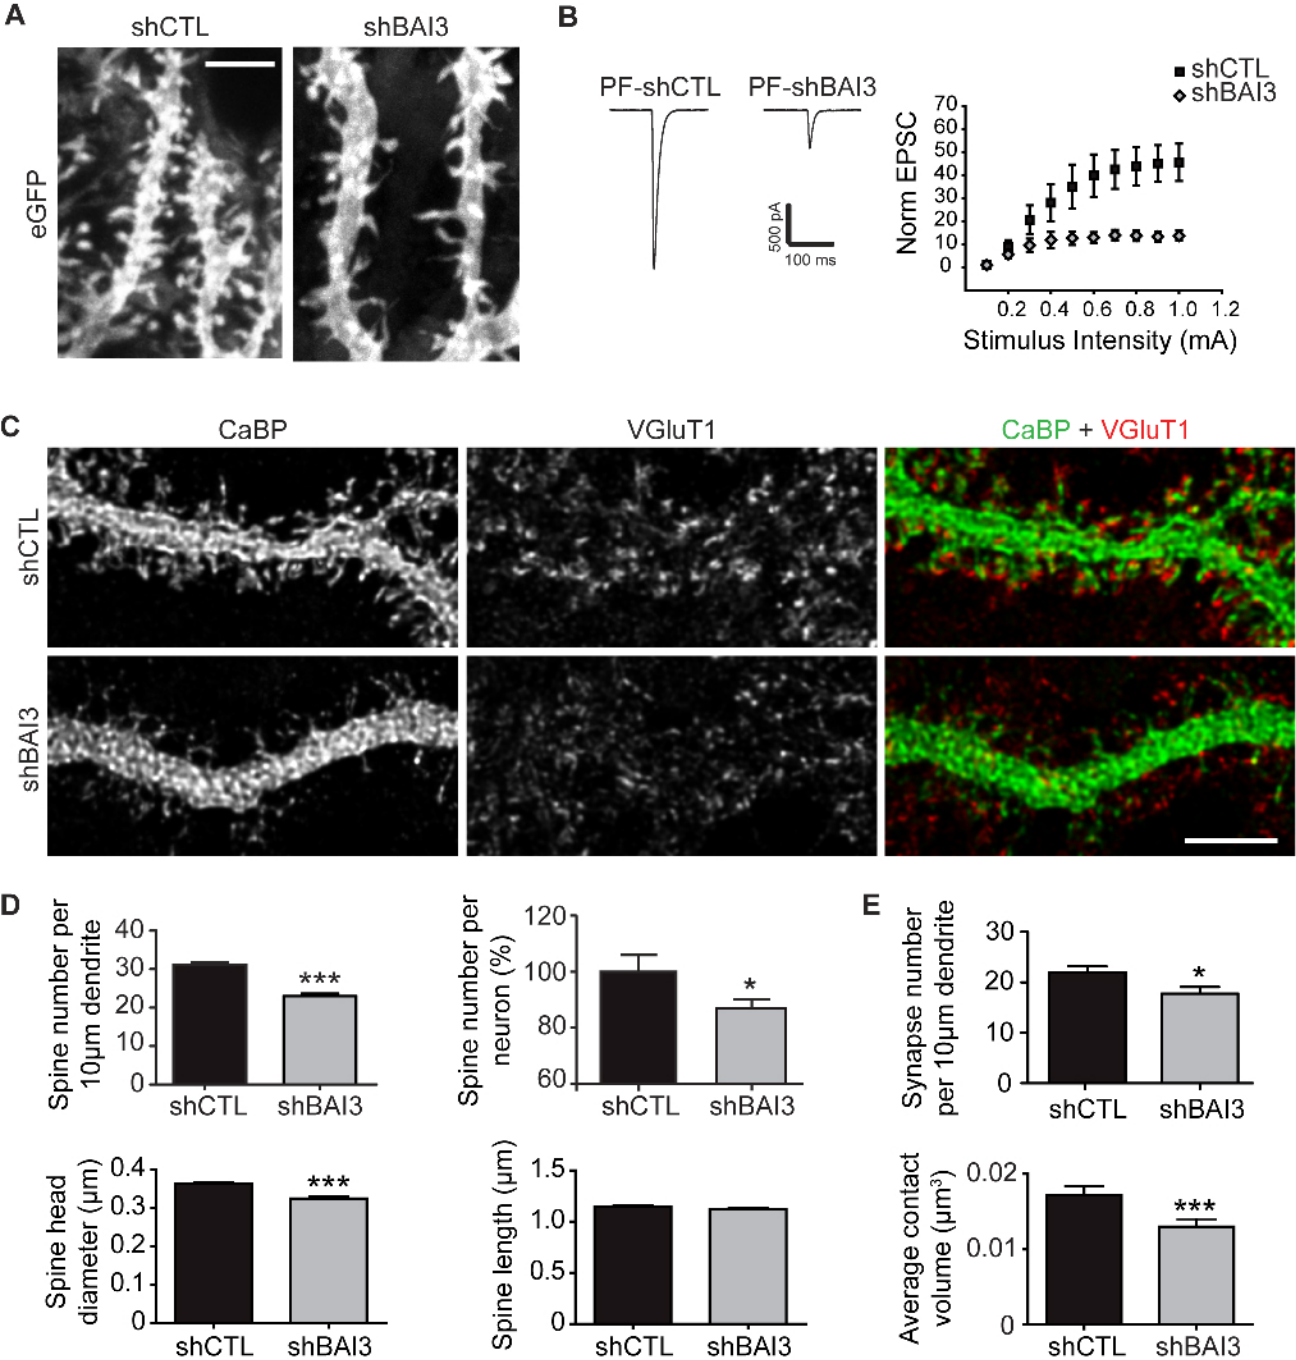 A
shCTL
shBAI3
eGFP
B
PF-shCTL
PF-shBAI3
500 pA
100 ms
shCTL
shBAI3
Norm EPSC
70
60
50
40
30
20
10
0
0.2 0.4 0.6 0.8 1.0 1.2
Stimulus Intensity (mA)
C
CaBP
VGluT1
CaBP + VGluT1
shCTL
shBAI3
D
Spine number per
10µm dendrite
40
30
20
10
0
***
shCTL shBAI3
Spine number per
neuron (%)
120
100
80
60
*
shCTL shBAI3
E
Synapse number
per 10µm dendrite
30
20
10
0
*
shCTL shBAI3
Spine head
diameter (µm)
0.4
0.3
0.2
0.1
0
***
shCTL shBAI3
Spine length (µm)
1.5
1.0
0.5
0
shCTL shBAI3
Average contact
volume (µm³)
0.02
0.01
0
***
shCTL shBAI3